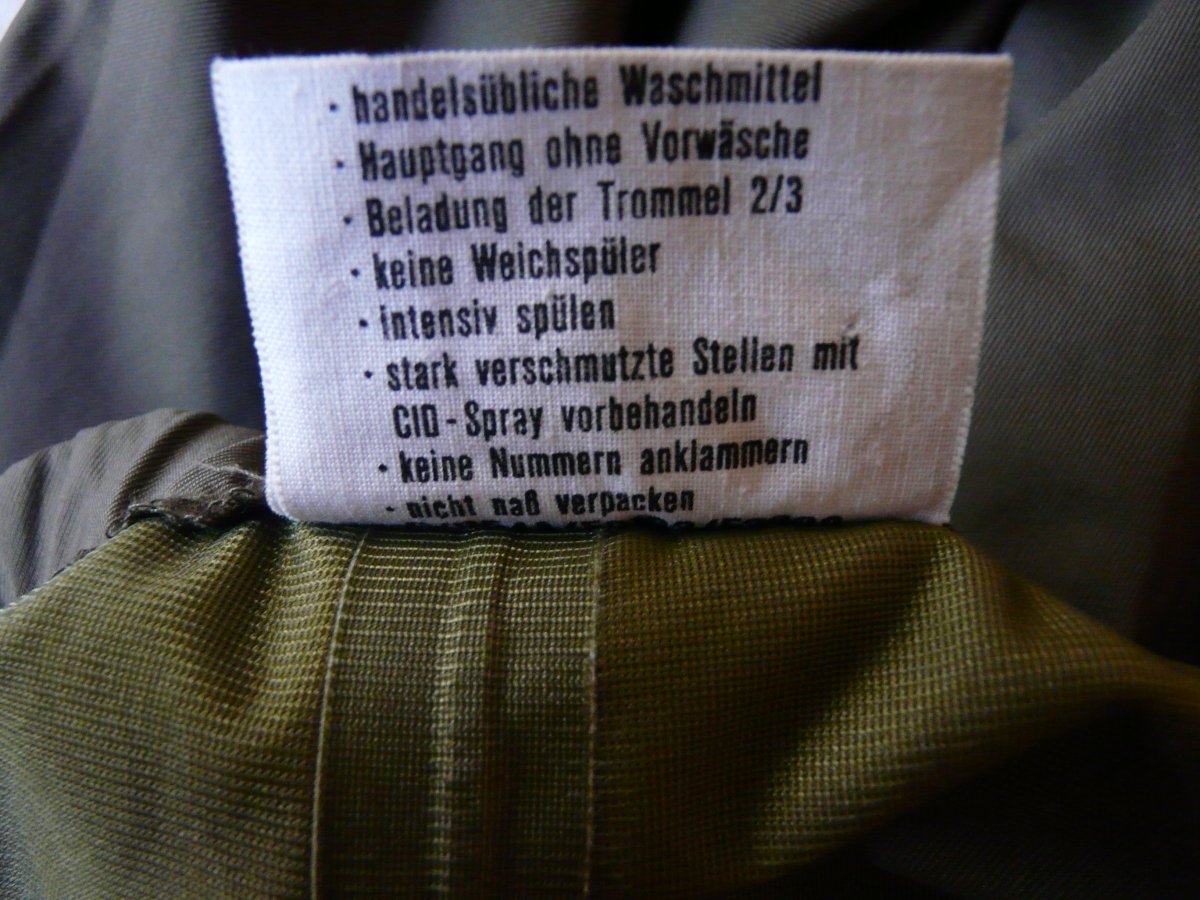 · handelsübliche Waschmittel
· Hauptgang ohne Vorwäsche
· Beladung der Trommel 2/3
· keine Weichspüler
· intensiv spülen
· stark verschmutzte Stellen mit
CID-Spray vorbehandeln
· keine Nummern anklammern
· nicht naß verpacken